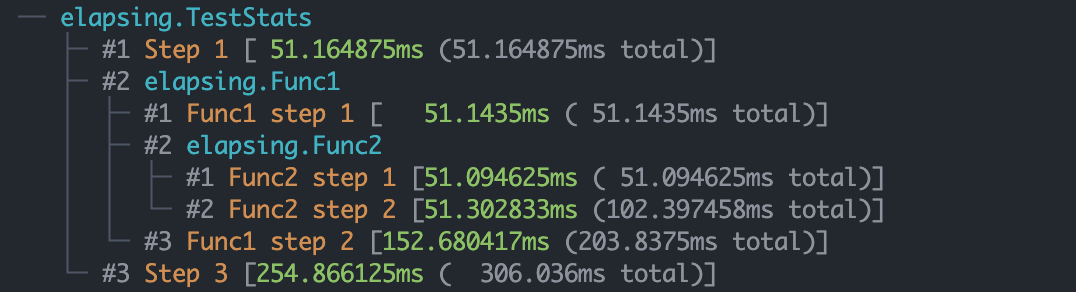 elapsing.TestStats
#1 Step 1 [ 51.164875ms (51.164875ms total)]
#2 elapsing.Func1
#1 Func1 step 1 [   51.1435ms ( 51.1435ms total)]
#2 elapsing.Func2
#1 Func2 step 1 [51.094625ms ( 51.094625ms total)]
#2 Func2 step 2 [51.302833ms (102.397458ms total)]
#3 Func1 step 2 [152.680417ms (203.8375ms total)]
#3 Step 3 [254.866125ms (  306.036ms total)]